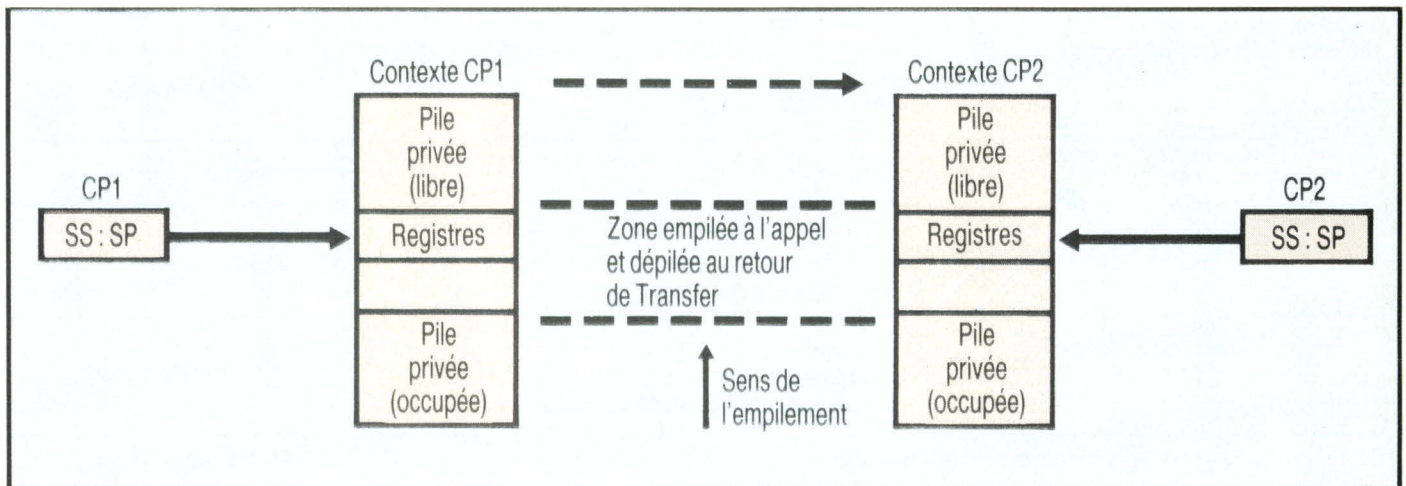 Contexte CP1
Contexte CP2
Pile
privée
(libre)
Pile
privée
(libre)
CP1
CP2
SS : SP
Registres
Zone empilée à l'appel
et dépilée au retour
de Transfer
Registres
SS : SP
Pile
privée
(occupée)
Sens de
l'empilement
Pile
privée
(occupée)